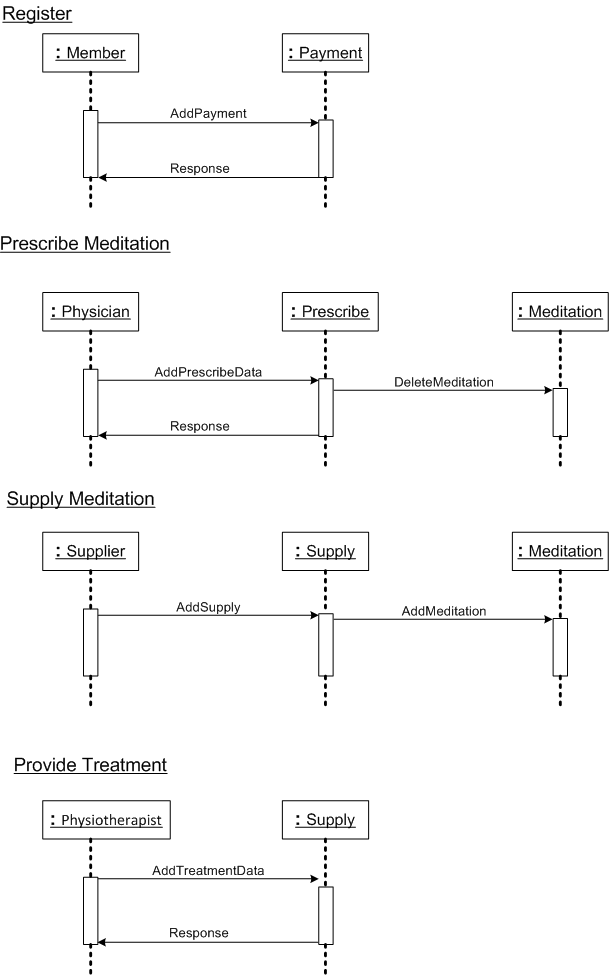 Register
: Member
: Payment
AddPayment
Response
Prescribe Meditation
: Physician
: Prescribe
: Meditation
AddPrescribeData
DeleteMeditation
Response
Supply Meditation
: Supplier
: Supply
: Meditation
AddSupply
AddMeditation
Provide Treatment
: Physiotherapist
: Supply
AddTreatmentData
Response